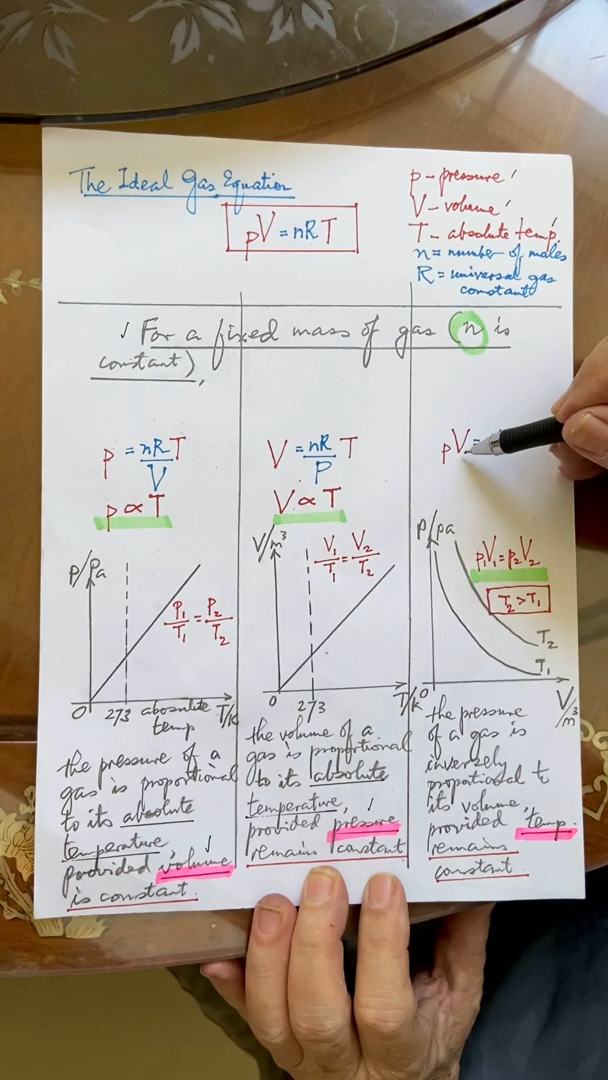 The Ideal Gas Equation
pV = nRT
p - pressure
V - volume
T - absolute temp.
n = number of moles
R = universal gas
constant
For a fixed mass of gas (n is
constant),
p = nR/V T
p ∝ T
P/Pa
P1/T1 = P2/T2
0 273 absolute T/K
temp
the pressure of a
gas is proportional
to its absolute
temperature,
provided volume
is constant.
V = nR/P T
V ∝ T
V/m³
V1/T1 = V2/T2
0 273 T/K
the volume of a
gas is proportional
to its absolute
temperature,
provided pressure
remains constant
pV =
P/pa
p1V1 = p2V2
T2 > T1
T2
T1
0 V/m³
the pressure
of a gas is
inversely
propational to
its volume,
provided temp.
remains
constant.